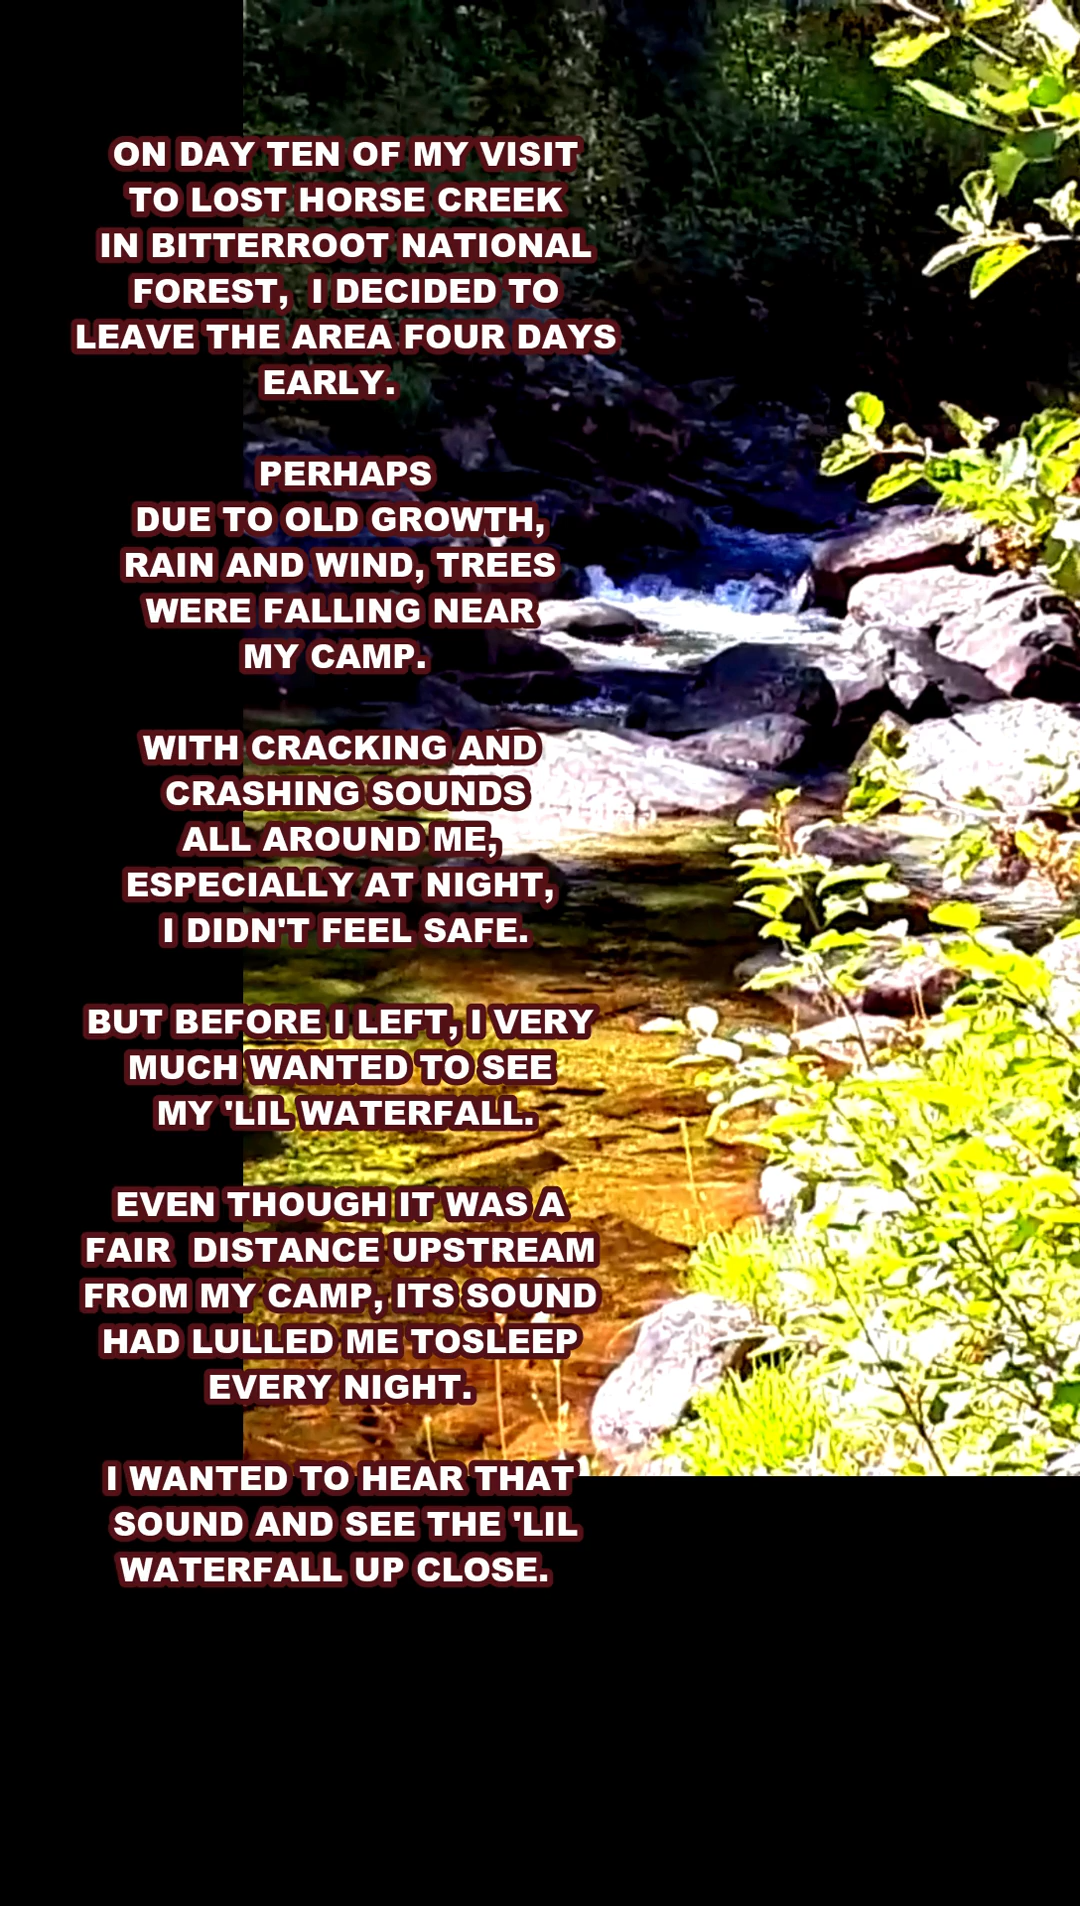 ON DAY TEN OF MY VISIT
TO LOST HORSE CREEK
IN BITTERROOT NATIONAL
FOREST,  I DECIDED TO
LEAVE THE AREA FOUR DAYS
EARLY.
PERHAPS
DUE TO OLD GROWTH,
RAIN AND WIND, TREES
WERE FALLING NEAR
MY CAMP.
WITH CRACKING AND
CRASHING SOUNDS
ALL AROUND ME,
ESPECIALLY AT NIGHT,
I DIDN'T FEEL SAFE.
BUT BEFORE I LEFT, I VERY
MUCH WANTED TO SEE
MY 'LIL WATERFALL.
EVEN THOUGH IT WAS A
FAIR  DISTANCE UPSTREAM
FROM MY CAMP, ITS SOUND
HAD LULLED ME TOSLEEP
EVERY NIGHT.
I WANTED TO HEAR THAT
SOUND AND SEE THE 'LIL
WATERFALL UP CLOSE.